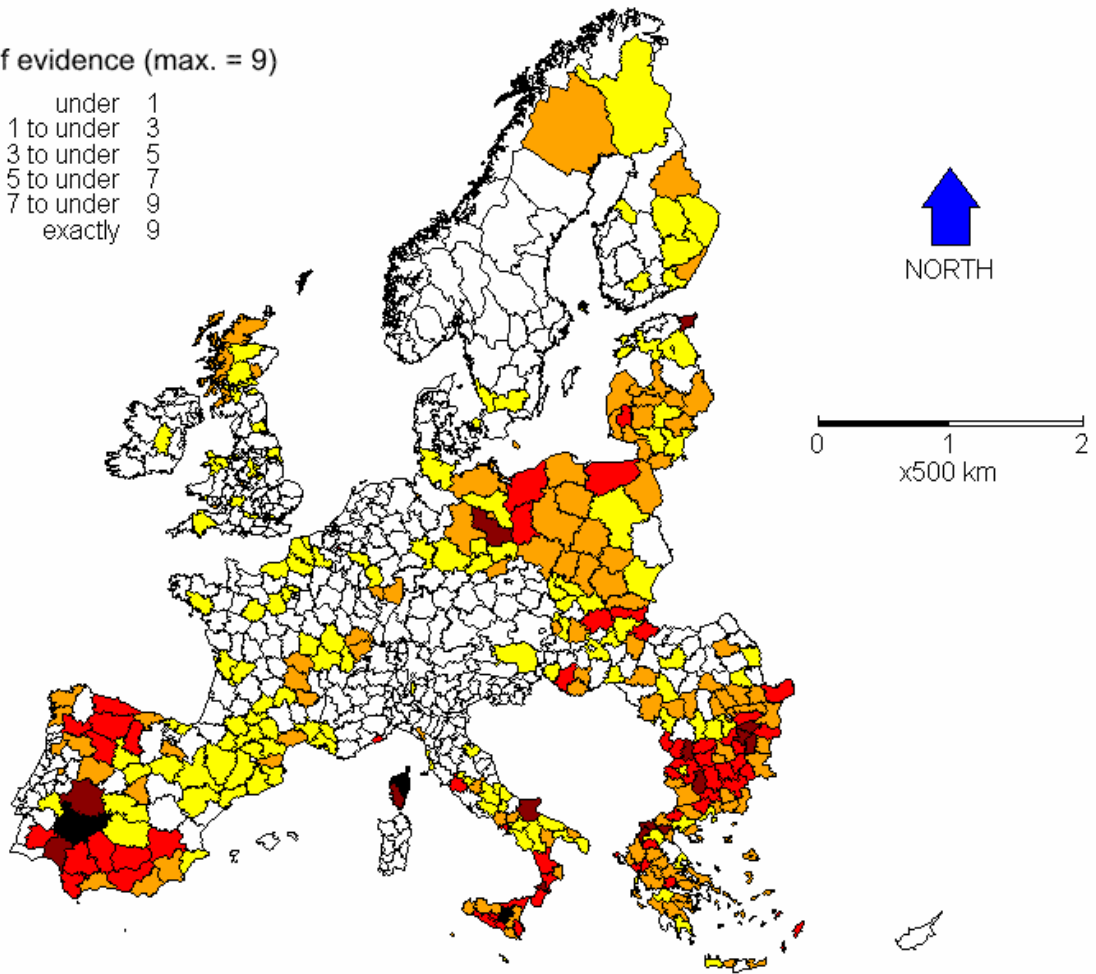 f evidence (max. = 9)
under 1
1 to under 3
3 to under 5
5 to under 7
7 to under 9
exactly 9
NORTH
0 1 2
x500 km